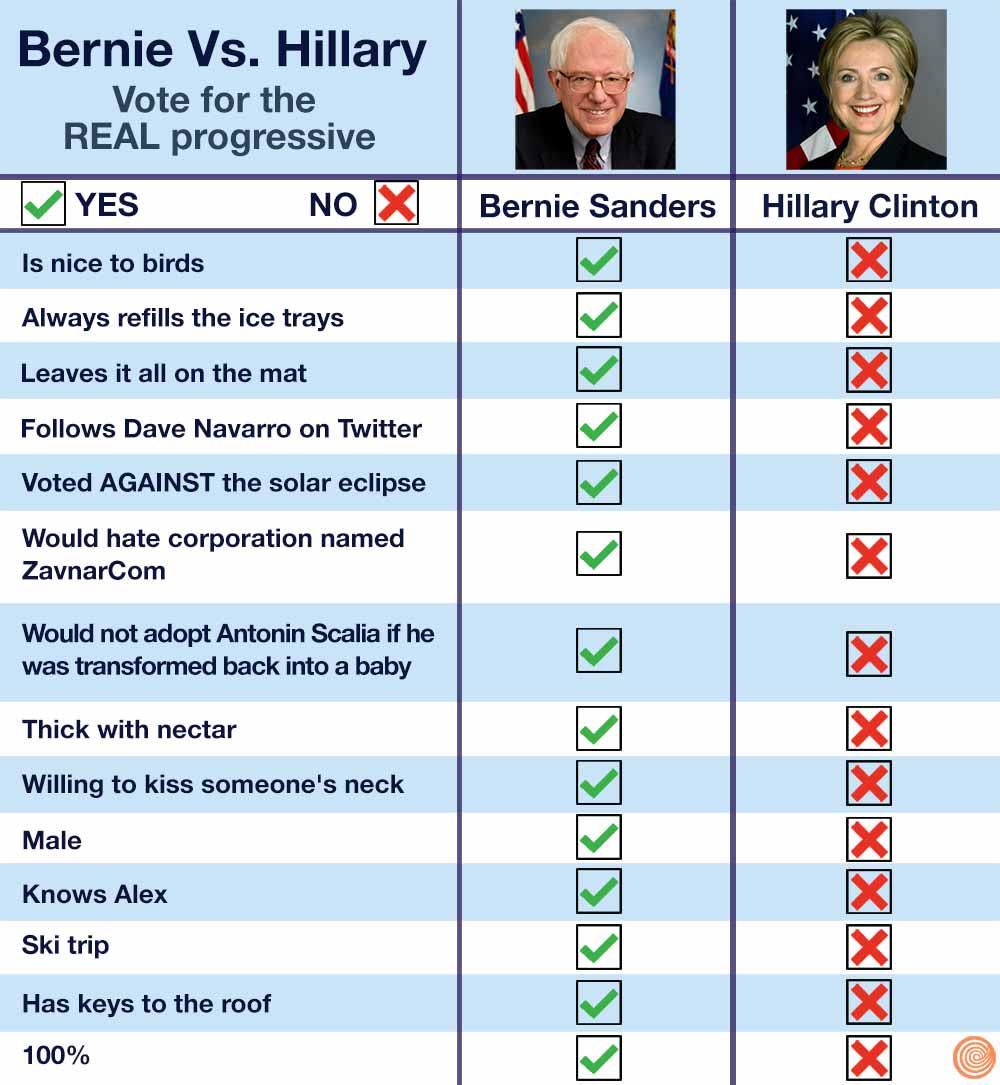 Bernie Vs. Hillary
Vote for the
REAL progressive
YES
NO
Bernie Sanders
Hillary Clinton
Is nice to birds
Always refills the ice trays
Leaves it all on the mat
Follows Dave Navarro on Twitter
Voted AGAINST the solar eclipse
Would hate corporation named
ZavnarCom
Would not adopt Antonin Scalia if he
was transformed back into a baby
Thick with nectar
Willing to kiss someone's neck
Male
Knows Alex
Ski trip
Has keys to the roof
100%